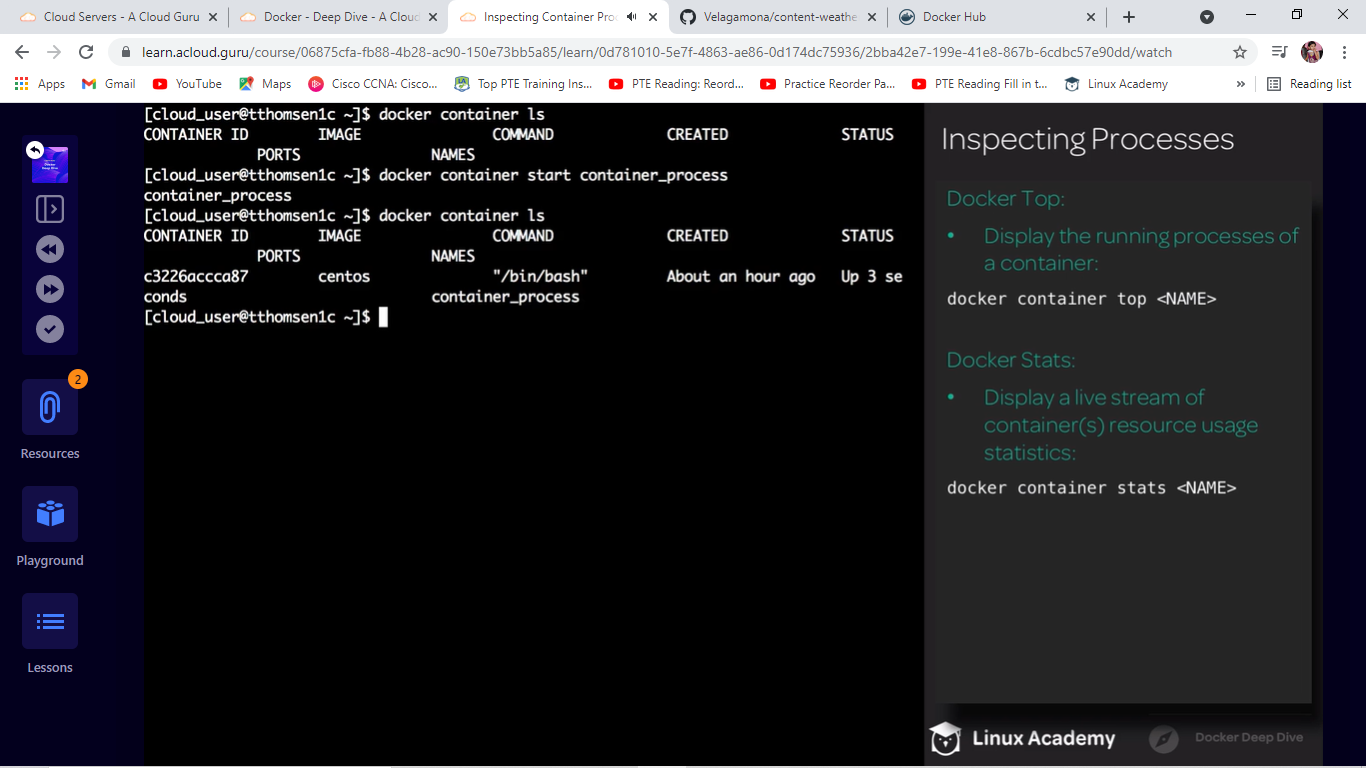 Cloud Servers - A Cloud Guru
Docker - Deep Dive - A Cloud
Inspecting Container Pro
Velagamona/content-weathe
Docker Hub
learn.acloud.guru/course/06875cfa-fb88-4b28-ac90-150e73bb5a85/learn/0d781010-5e7f-4863-ae86-0d174dc75936/2bba42e7-199e-41e8-867b-6cdbc57e90dd/watch
Apps
Gmail
YouTube
Maps
Cisco CCNA: Cisco...
Top PTE Training Ins...
PTE Reading: Reord...
Practice Reorder Pa...
PTE Reading Fill in t...
Linux Academy
»
Reading list
Docker
Deep Dive
2
Resources
Playground
Lessons
[cloud_user@tthomsen1c ~]$ docker container ls
CONTAINER ID IMAGE COMMAND CREATED STATUS
PORTS NAMES
[cloud_user@tthomsen1c ~]$ docker container start container_process
container_process
[cloud_user@tthomsen1c ~]$ docker container ls
CONTAINER ID IMAGE COMMAND CREATED STATUS
PORTS NAMES
c3226accca87 centos "/bin/bash" About an hour ago Up 3 se
conds container_process
[cloud_user@tthomsen1c ~]$
Inspecting Processes
Docker Top:
• Display the running processes of
a container:
docker container top <NAME>
Docker Stats:
• Display a live stream of
container(s) resource usage
statistics:
docker container stats <NAME>
Linux Academy
Docker Deep Dive